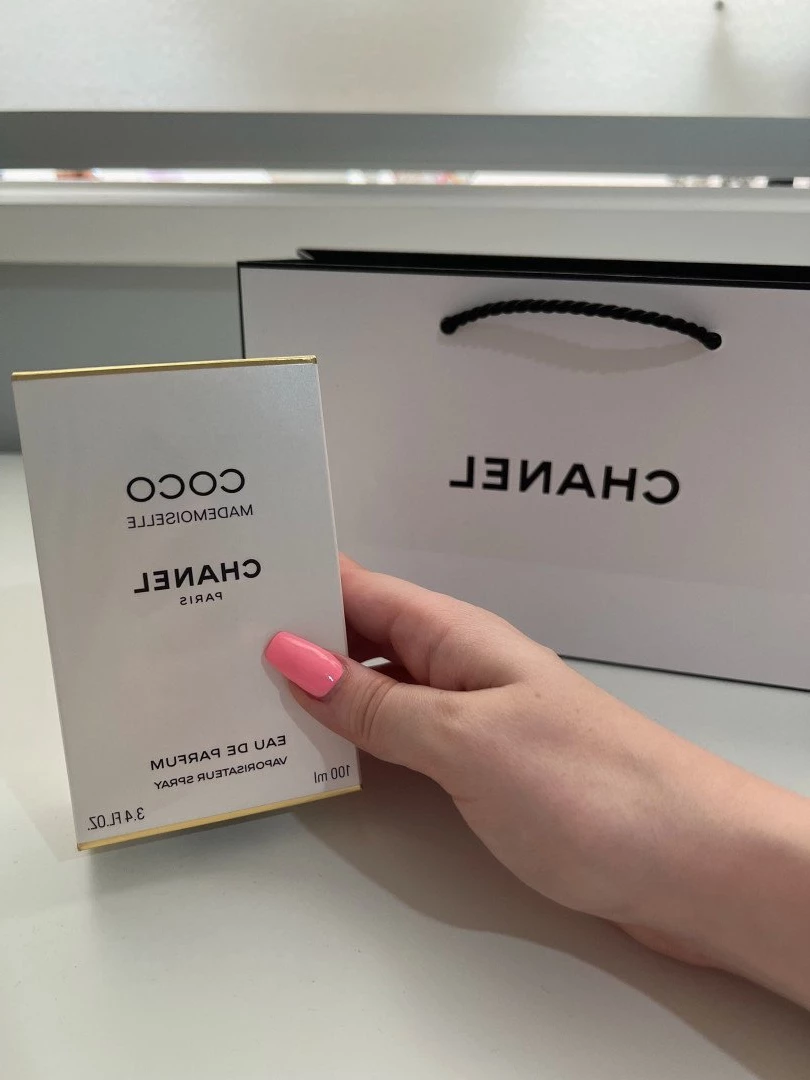 COCO
MADEMOISELLE
CHANEL
PARIS
EAU DE PARFUM
VAPORISATEUR SPRAY
100 ml
3.4 FL.OZ.
CHANEL